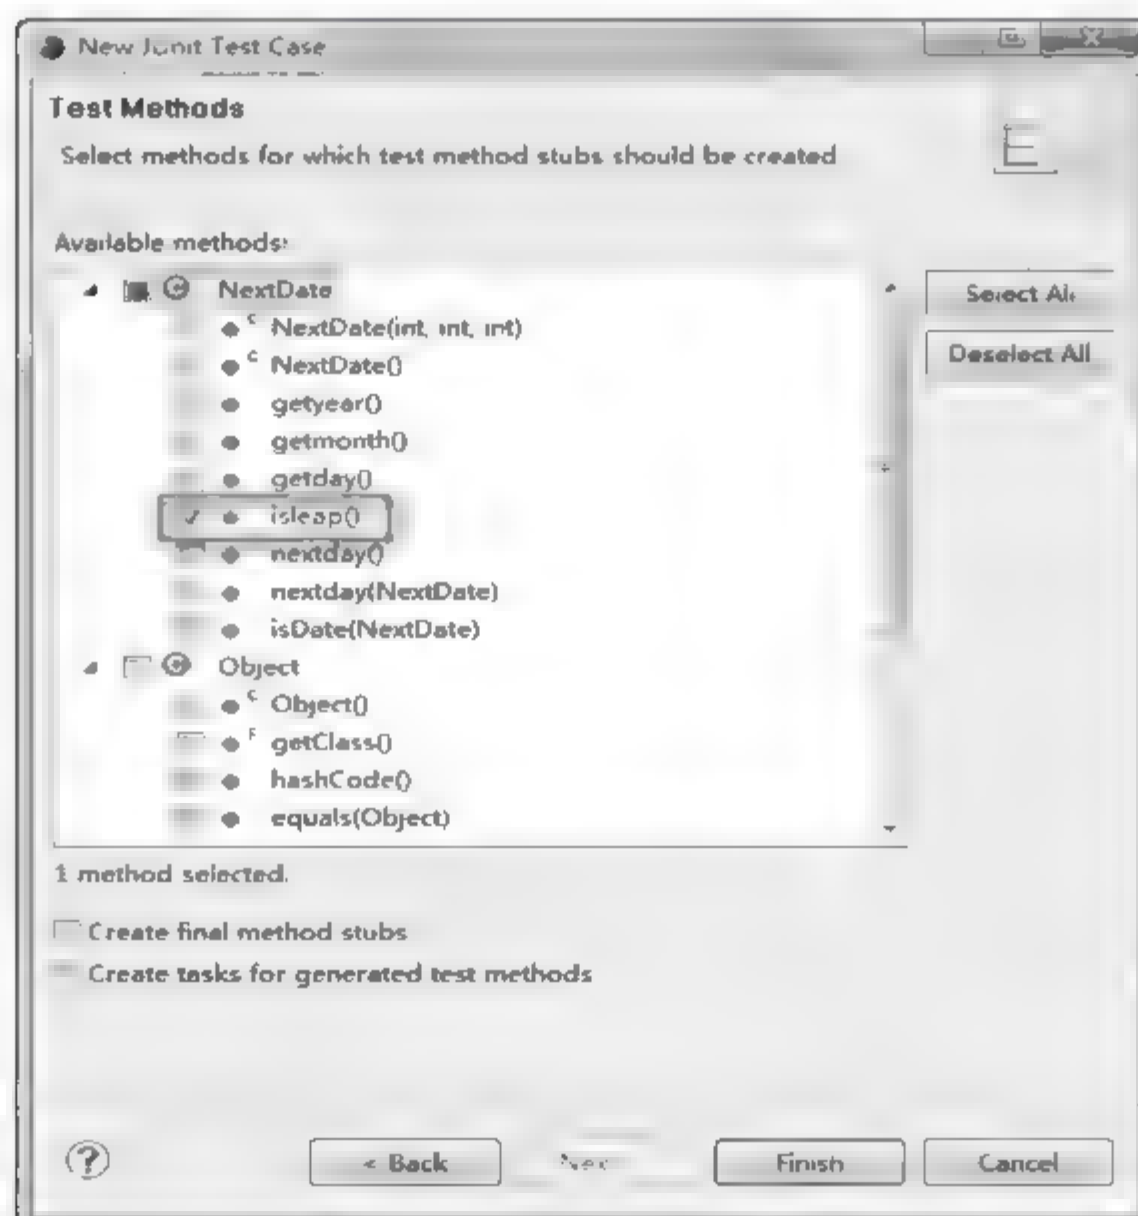 New JUnit Test Case
Test Methods
Select methods for which test method stubs should be created
Available methods:
NextDate
C NextDate(int, int, int)
C NextDate()
getyear()
getmonth()
getday()
isleap()
nextday()
nextday(NextDate)
isDate(NextDate)
Object
C Object()
F getClass()
hashCode()
equals(Object)
Select All
Deselect All
1 method selected.
Create final method stubs
Create tasks for generated test methods
?
< Back
Next
Finish
Cancel